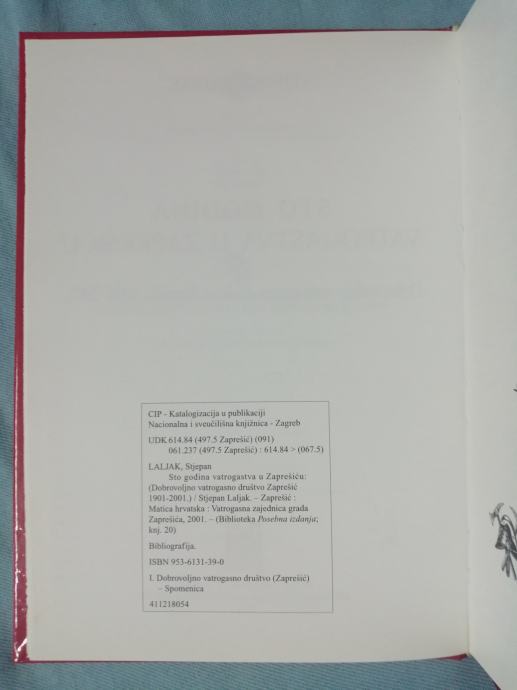 CIP - Katalogizacija u publikaciji
Nacionalna i sveučilišna knjižnica - Zagreb
UDK 614.84 (497.5 Zaprešić) (091)
061.237 (497.5 Zaprešić) : 614.84 > (067.5)
LALJAK, Stjepan
Sto godina vatrogastva u Zaprešiću:
(Dobrovoljno vatrogasno društvo Zaprešić
1901-2001.) / Stjepan Laljak. – Zaprešić :
Matica hrvatska : Vatrogasna zajednica grada
Zaprešića, 2001. – (Biblioteka Posebna izdanja;
knj. 20)
Bibliografija.
ISBN 953-6131-39-0
I. Dobrovoljno vatrogasno društvo (Zaprešić)
– Spomenica
411218054